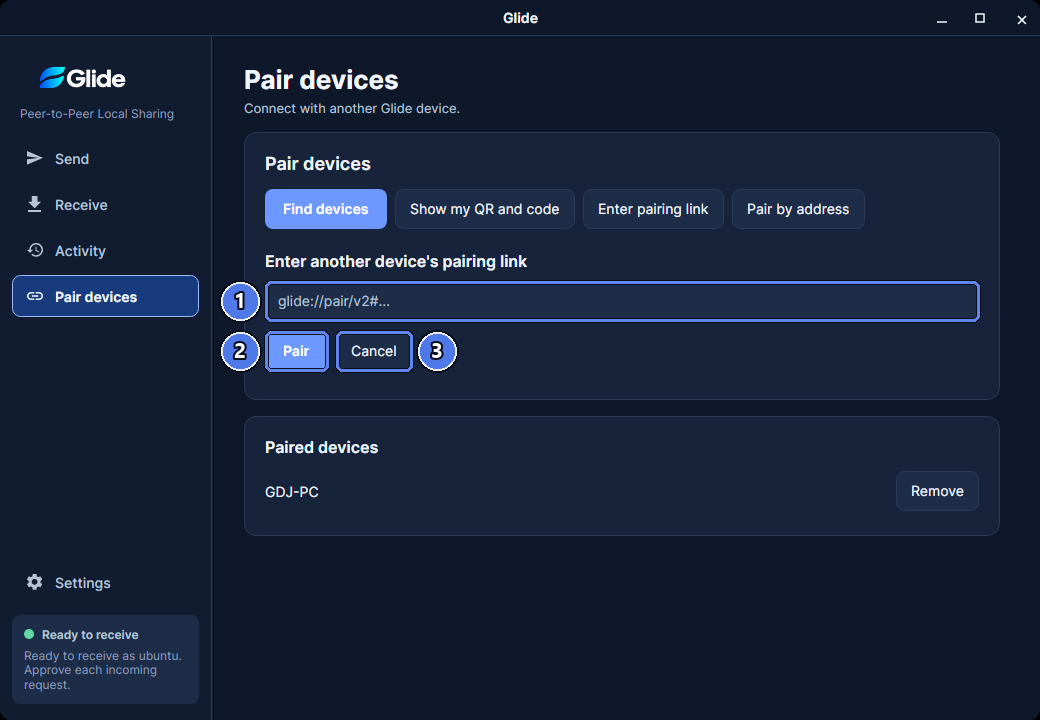 Glide
Glide
Peer-to-Peer Local Sharing
Send
Receive
Activity
Pair devices
Settings
Ready to receive
Ready to receive as ubuntu.
Approve each incoming
request.
Pair devices
Connect with another Glide device.
Pair devices
Find devices
Show my QR and code
Enter pairing link
Pair by address
Enter another device's pairing link
1
glide://pair/v2#...
2
Pair
Cancel
3
Paired devices
GDJ-PC
Remove